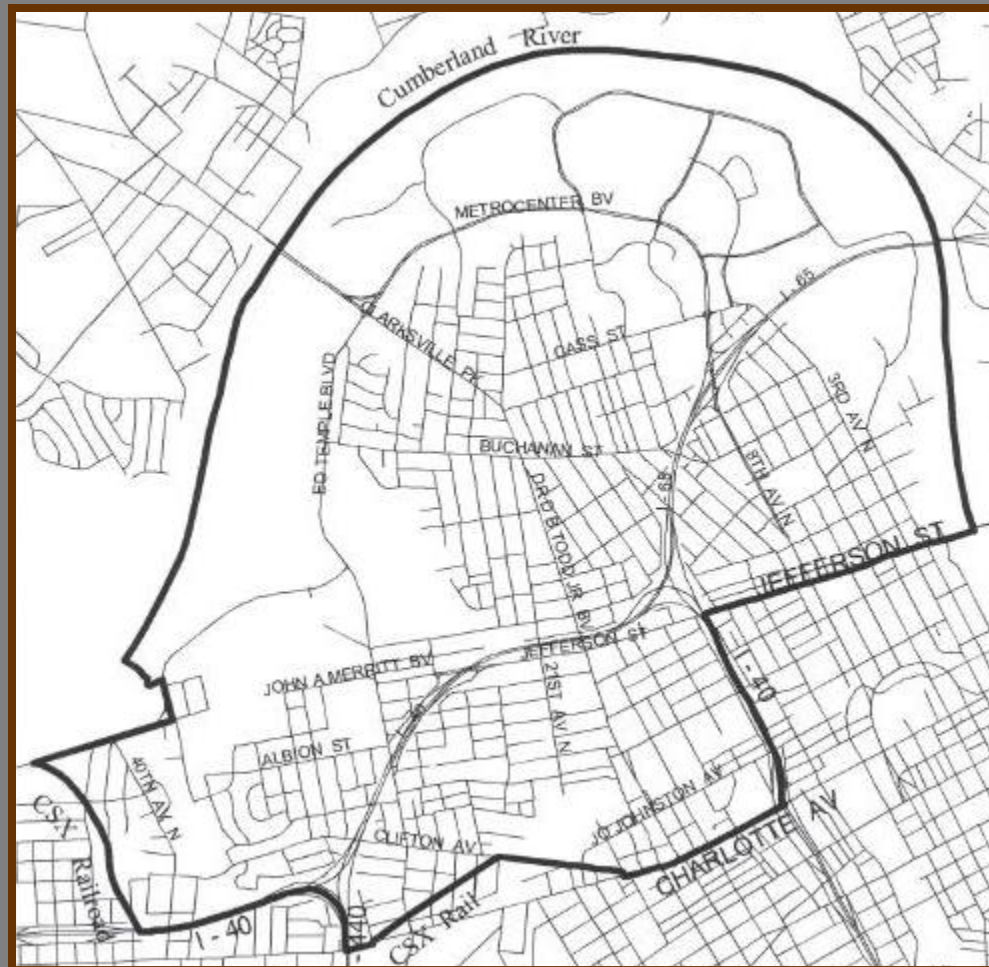 Cumberland River
METROCENTER BV
I - 65
CLARKSVILLE PK
CASS ST
ED TEMPLE BLVD
3RD AV N
BUCHANAN ST
8TH AV N
I - 65
D R D B TODD JR BV
JEFFERSON ST
JEFFERSON ST
JOHN A MERRITT BV
21ST AV N
I - 40
ALBION ST
40TH AV N
CSX Railroad
CLIFTON AV
JO JOHNSTON AV
CHARLOTTE AV
I - 40
CSX Rail